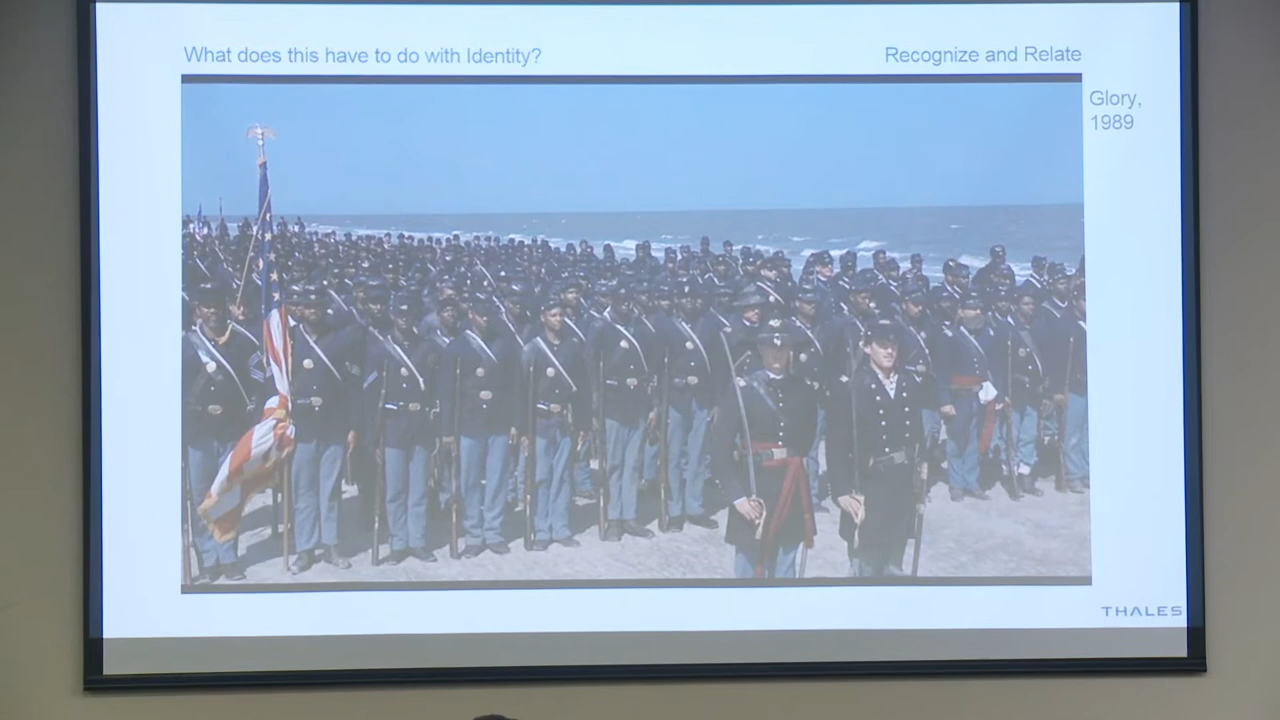 What does this have to do with Identity?
Recognize and Relate
Glory,
1989
THALES